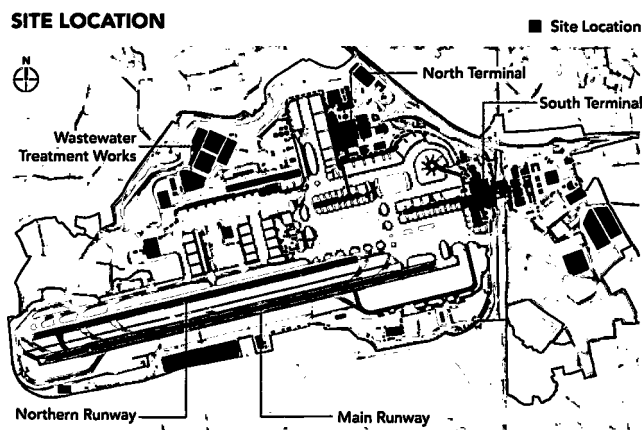 SITE LOCATION
Site Location
N
North Terminal
South Terminal
Wastewater
Treatment Works
Northern Runway
Main Runway